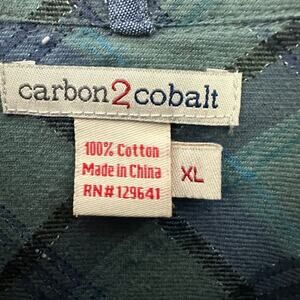 carbon2cobalt
100% Cotton
Made in China
RN#129641
XL